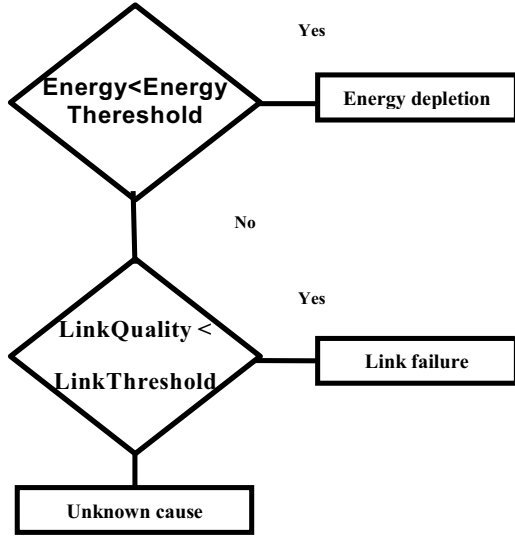 Yes
Energy<Energy
Thereshold
Energy depletion
No
Yes
LinkQuality <
LinkThreshold
Link failure
Unknown cause